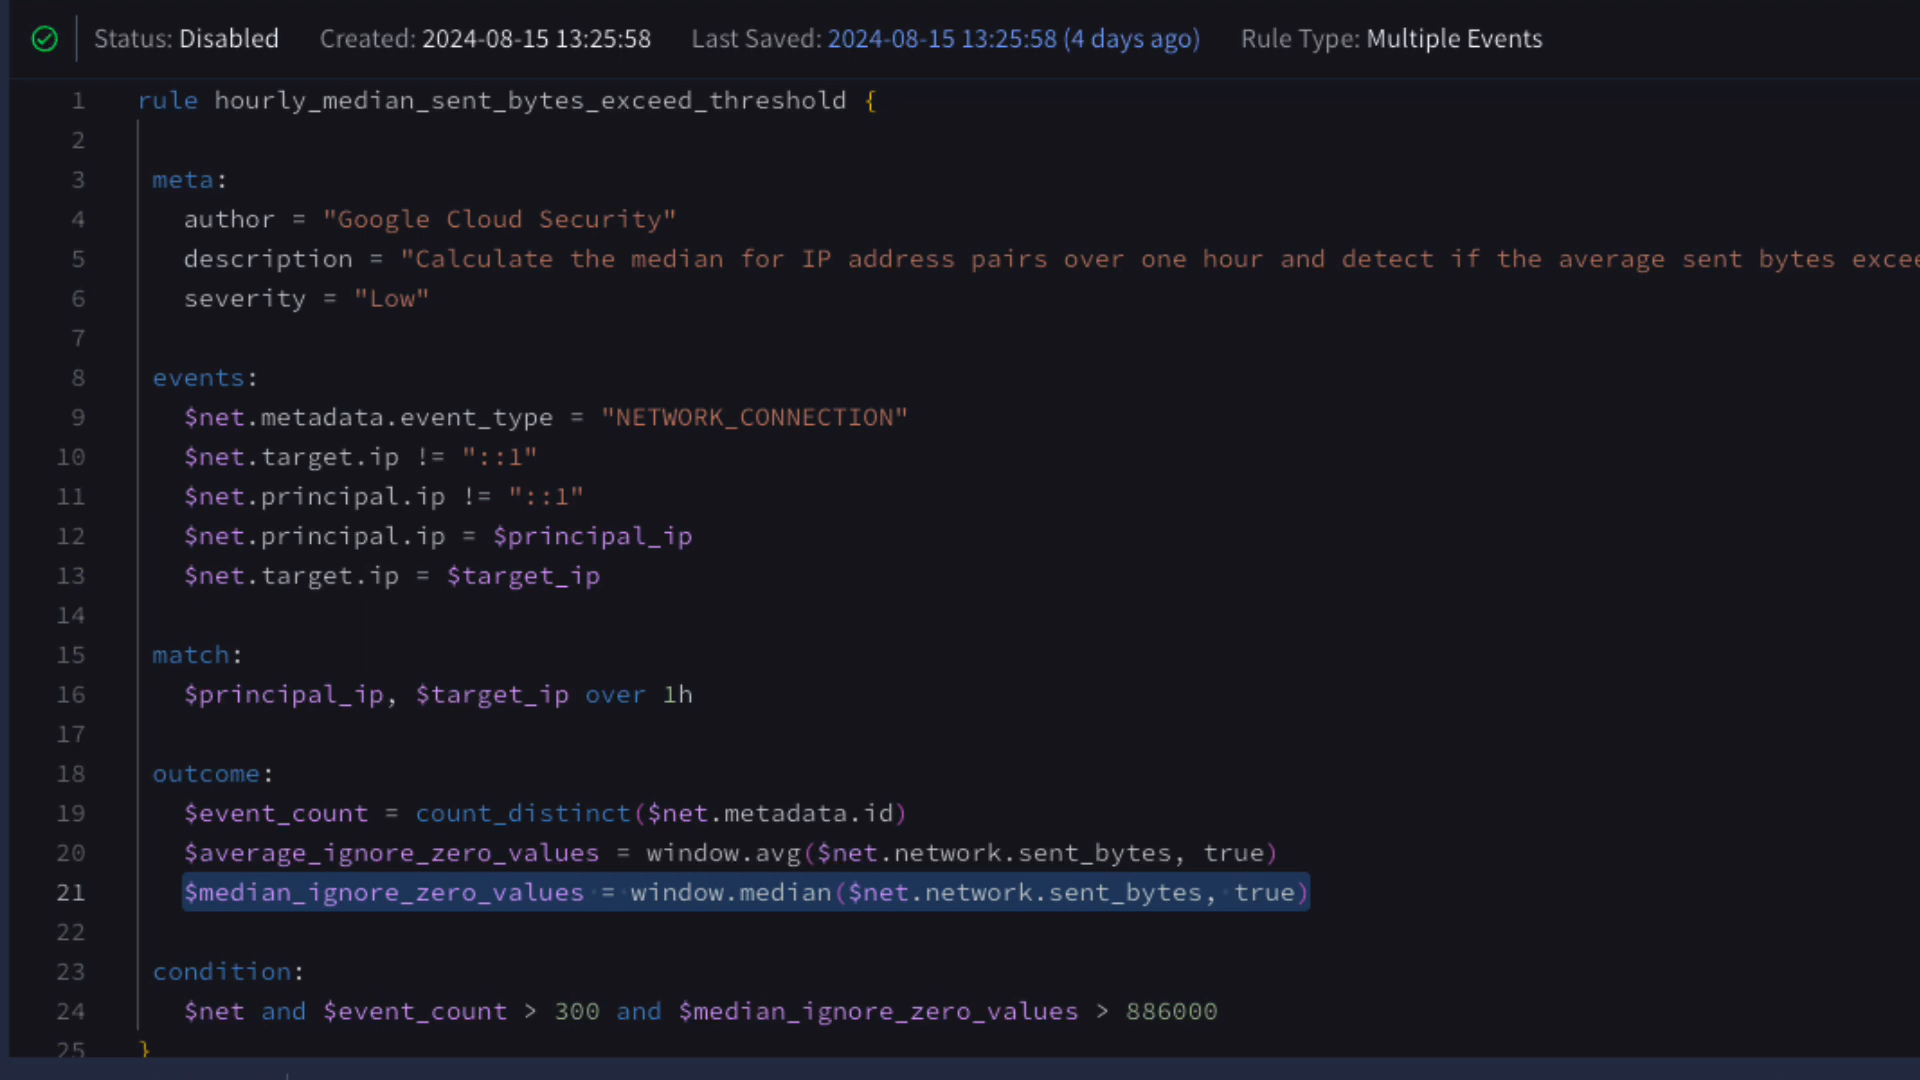 Status: Disabled Created: 2024-08-15 13:25:58 Last Saved: 2024-08-15 13:25:58 (4 days ago) Rule Type: Multiple Events
1 rule hourly_median_sent_bytes_exceed_threshold {
2
3 meta:
4 author = "Google Cloud Security"
5 description = "Calculate the median for IP address pairs over one hour and detect if the average sent bytes excee
6 severity = "Low"
7
8 events:
9 $net.metadata.event_type = "NETWORK_CONNECTION"
10 $net.target.ip != "::1"
11 $net.principal.ip != "::1"
12 $net.principal.ip = $principal_ip
13 $net.target.ip = $target_ip
14
15 match:
16 $principal_ip, $target_ip over 1h
17
18 outcome:
19 $event_count = count_distinct($net.metadata.id)
20 $average_ignore_zero_values = window.avg($net.network.sent_bytes, true)
21 $median_ignore_zero_values = window.median($net.network.sent_bytes, true)
22
23 condition:
24 $net and $event_count > 300 and $median_ignore_zero_values > 886000
25 }